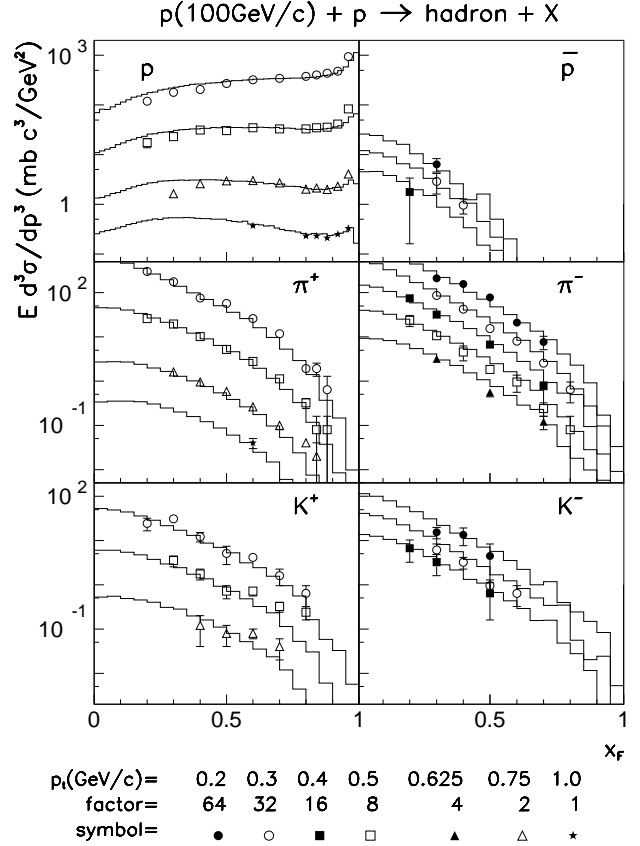 p(100GeV/c) + p → hadron + X
E d³σ/dp³ (mb c³/GeV²)
10³
1
p
p̄
10²
10⁻¹
π⁺
π⁻
10²
10⁻¹
K⁺
K⁻
0 0.5 1 0.5 1
x_F
pₜ(GeV/c)= 0.2 0.3 0.4 0.5 0.625 0.75 1.0
factor= 64 32 16 8 4 2 1
symbol= ● ○ ■ □ ▲ △ ★